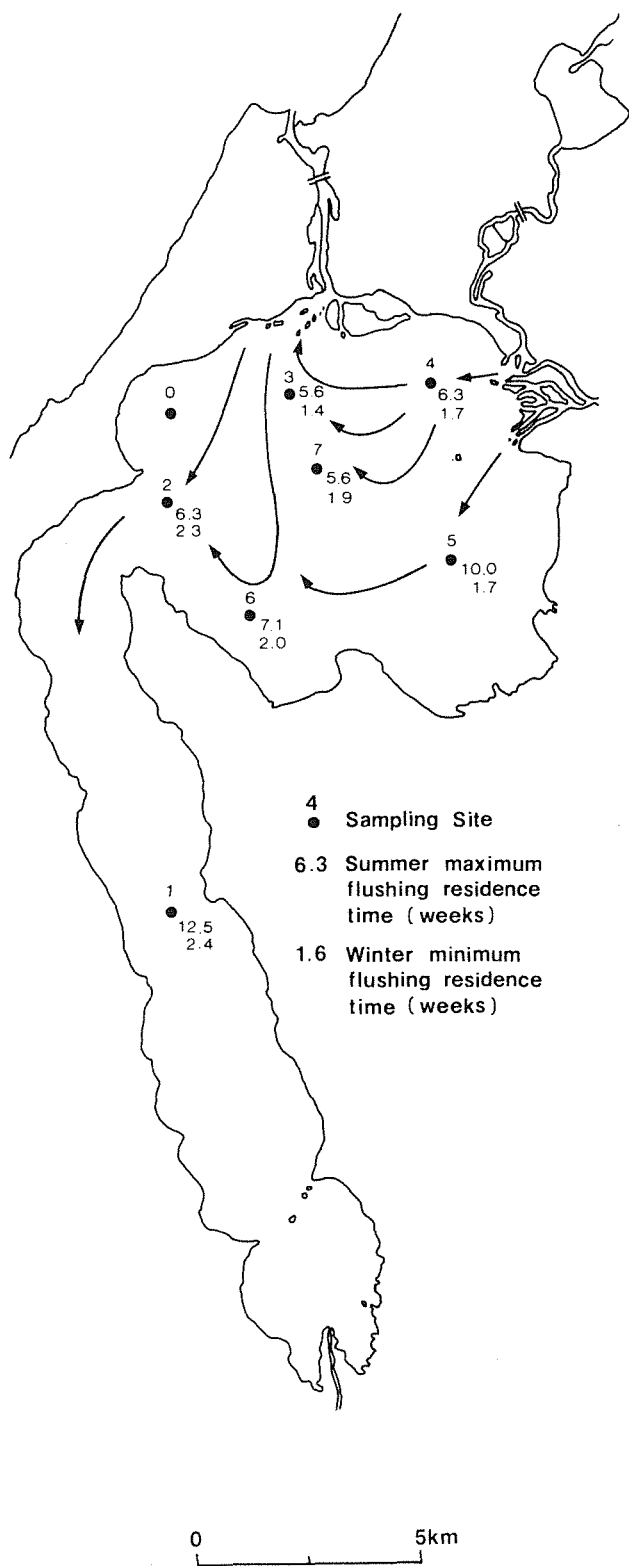 0
3
5.6
1.4
4
6.3
1.7
7
5.6
1.9
2
6.3
2.3
5
10.0
1.7
6
7.1
2.0
4
Sampling Site
6.3 Summer maximum
flushing residence
time (weeks)
1.6 Winter minimum
flushing residence
time (weeks)
1
12.5
2.4
0 5km